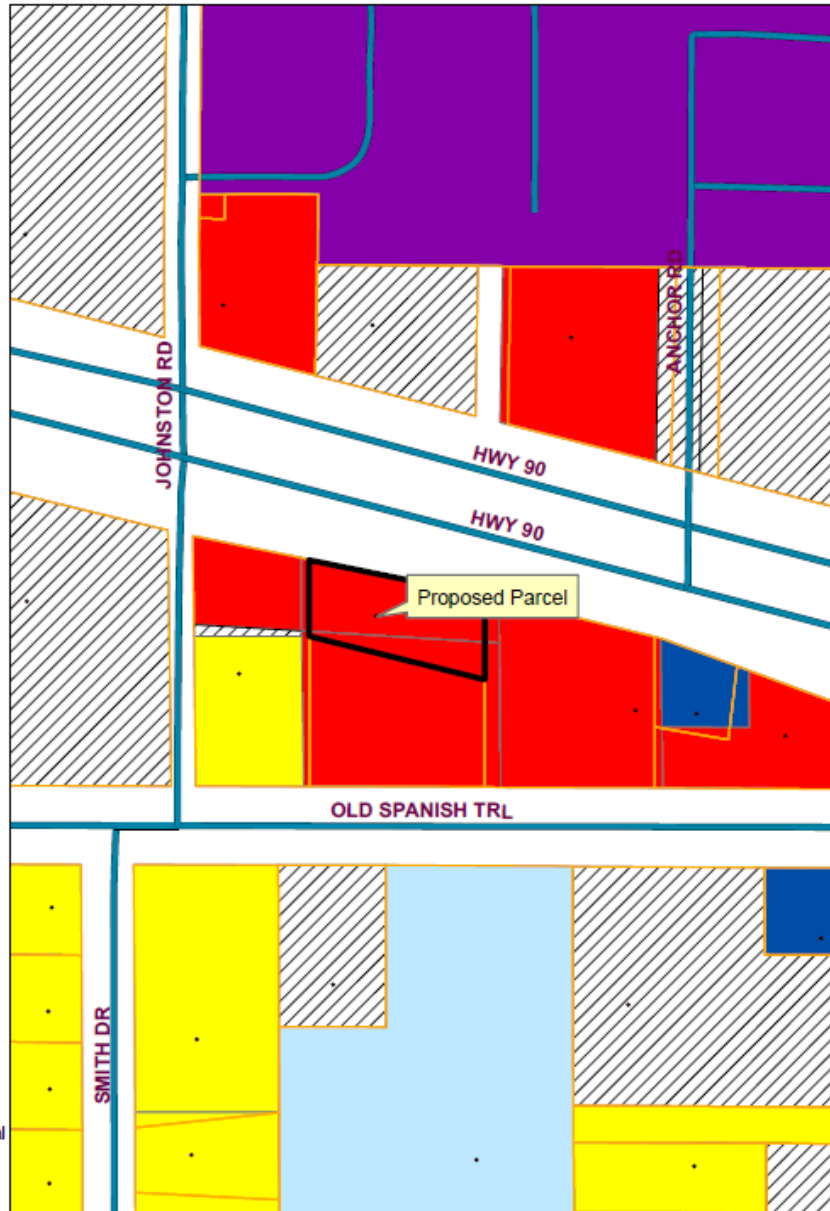 JOHNSTON RD
ANCHOR RD
HWY 90
HWY 90
Proposed Parcel
OLD SPANISH TRL
SMITH DR